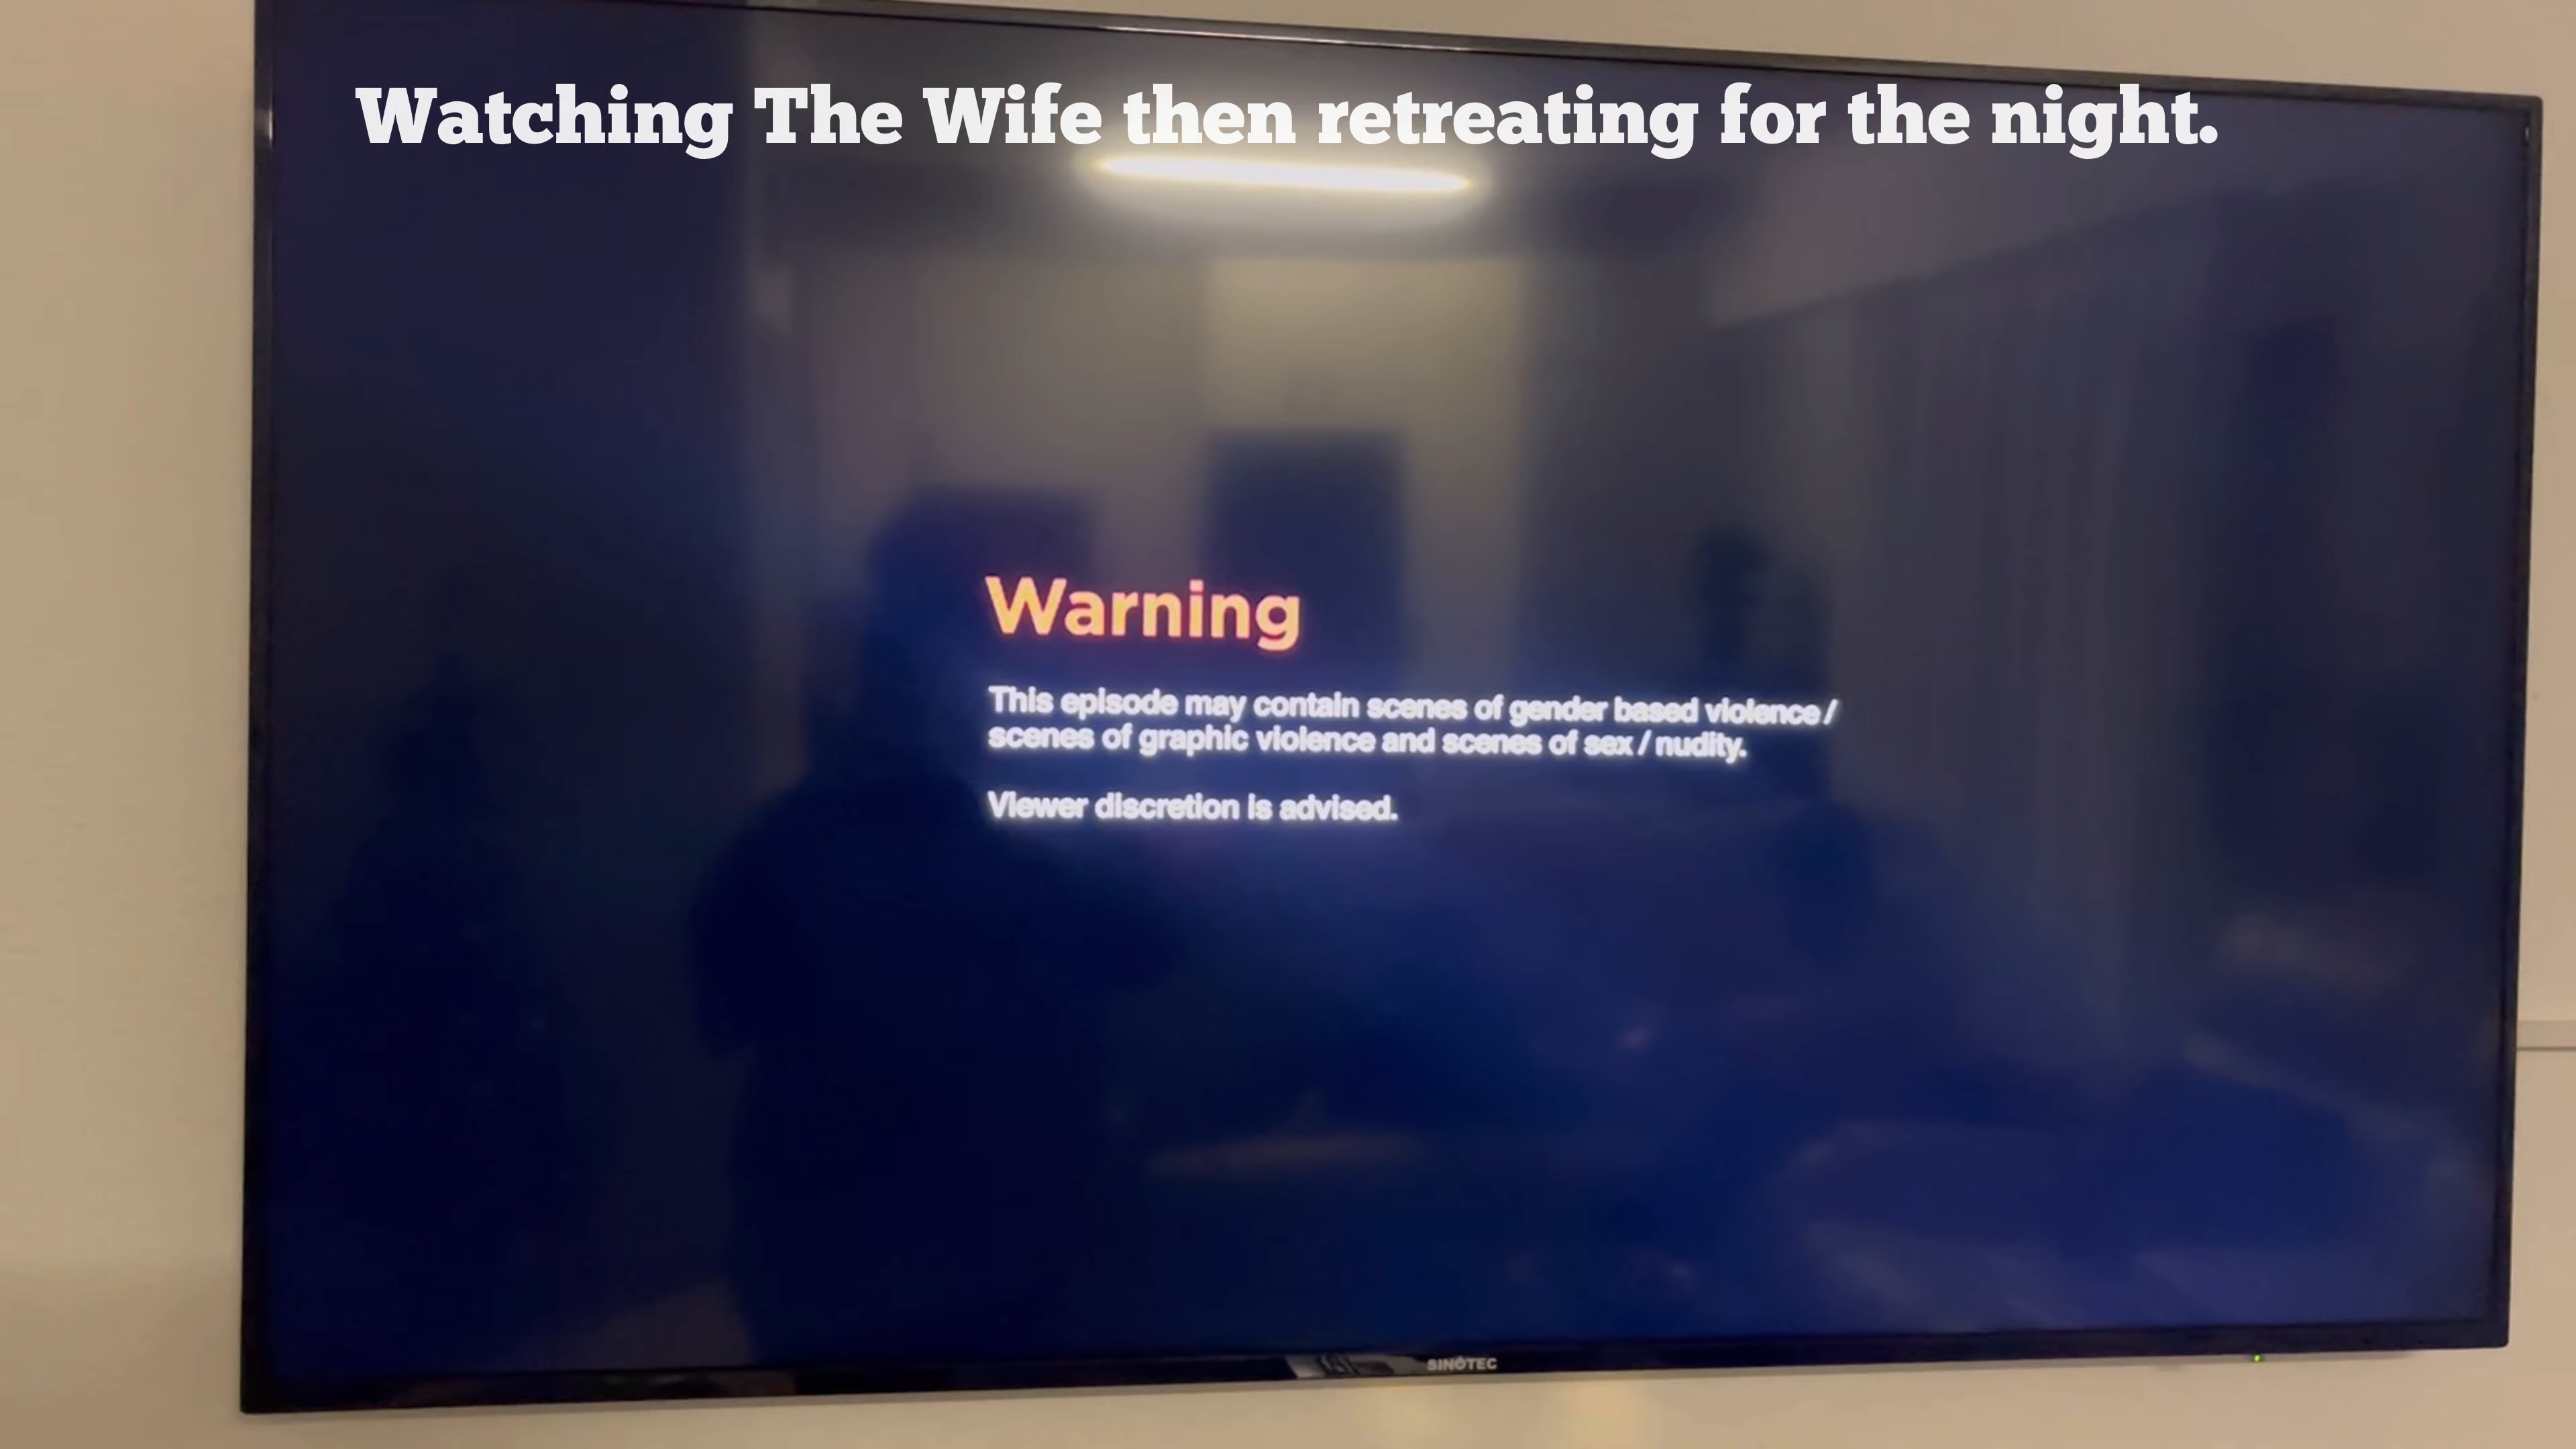 Watching The Wife then retreating for the night.
Warning
This episode may contain scenes of gender based violence /
scenes of graphic violence and scenes of sex / nudity.
Viewer discretion is advised.
SINOTEC